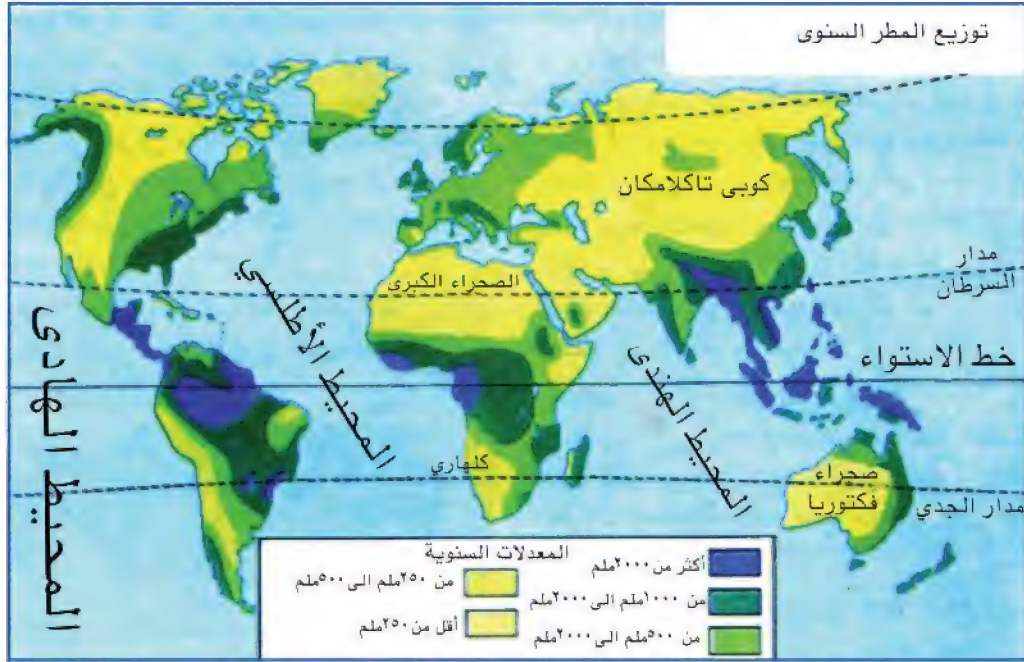 توزيع المطر السنوى
كوبى تاكلامكان
مدار
السرطان
الصحراء الكبرى
خط الاستواء
المحيط الهادى
المحيط الأطلسي
المحيط الهندى
كلهاري
صحراء
فكتوريا
مدار الجدي
المعدلات السنوية
أكثر من ٢٠٠٠ملم
من ١٠٠٠ملم الى ٢٠٠٠ملم
من ٥٠٠ملم الى ٢٠٠٠ملم
من ٢٥٠ملم الى ٥٠٠ملم
أقل من ٢٥٠ملم